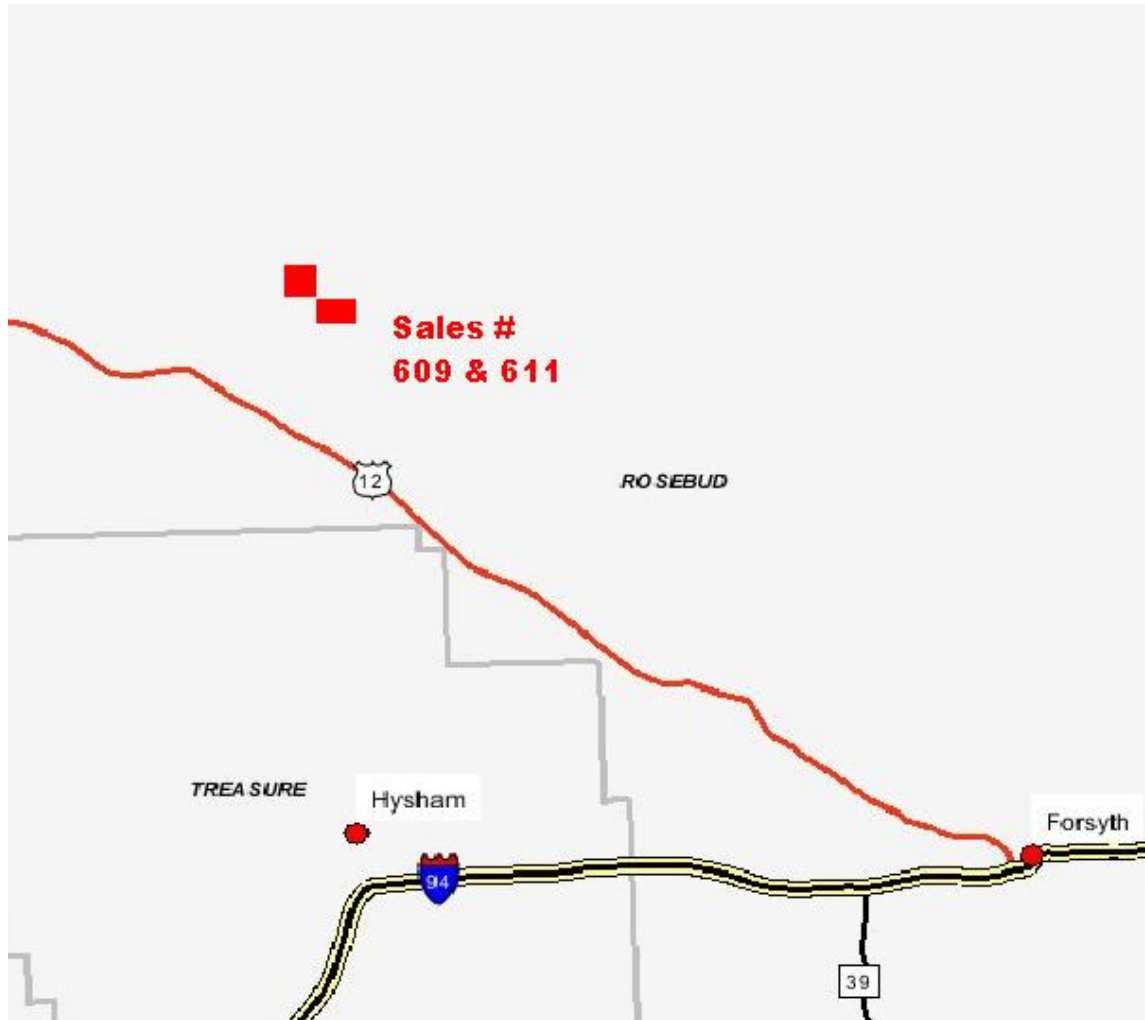 Sales #
609 & 611
12
ROSEBUD
TREASURE
Hysham
Forsyth
94
39